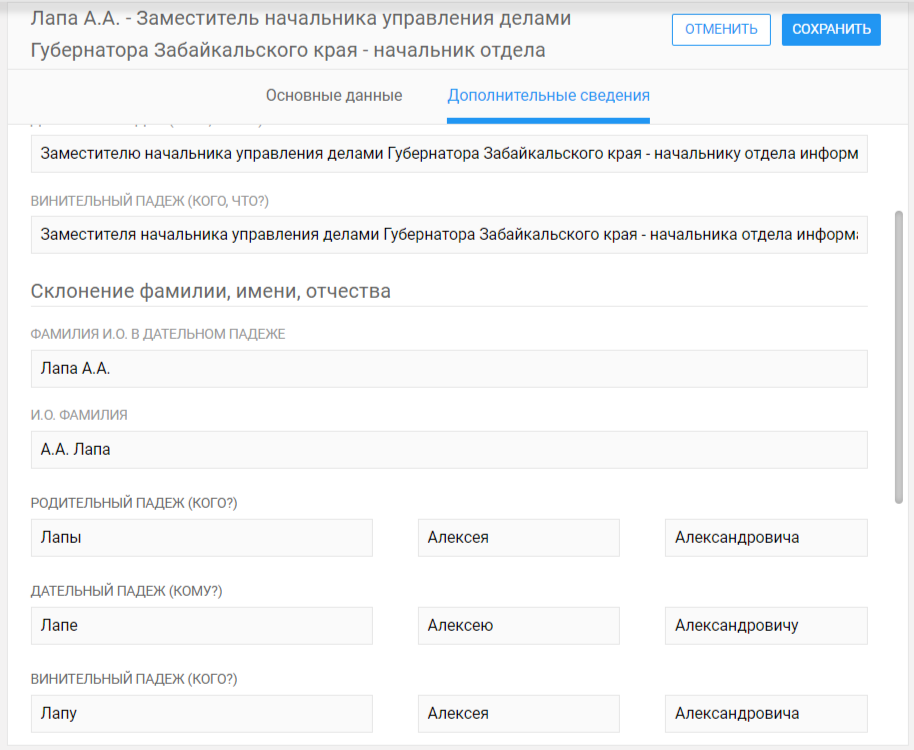 Лапа А.А. - Заместитель начальника управления делами
Губернатора Забайкальского края - начальник отдела
ОТМЕНИТЬ
СОХРАНИТЬ
Основные данные
Дополнительные сведения
Заместителю начальника управления делами Губернатора Забайкальского края - начальнику отдела информ
ВИНИТЕЛЬНЫЙ ПАДЕЖ (КОГО, ЧТО?)
Заместителя начальника управления делами Губернатора Забайкальского края - начальника отдела информа
Склонение фамилии, имени, отчества
ФАМИЛИЯ И.О. В ДАТЕЛЬНОМ ПАДЕЖЕ
Лапа А.А.
И.О. ФАМИЛИЯ
А.А. Лапа
РОДИТЕЛЬНЫЙ ПАДЕЖ (КОГО?)
Лапы Алексея Александровича
ДАТЕЛЬНЫЙ ПАДЕЖ (КОМУ?)
Лапе Алексею Александровичу
ВИНИТЕЛЬНЫЙ ПАДЕЖ (КОГО?)
Лапу Алексея Александровича